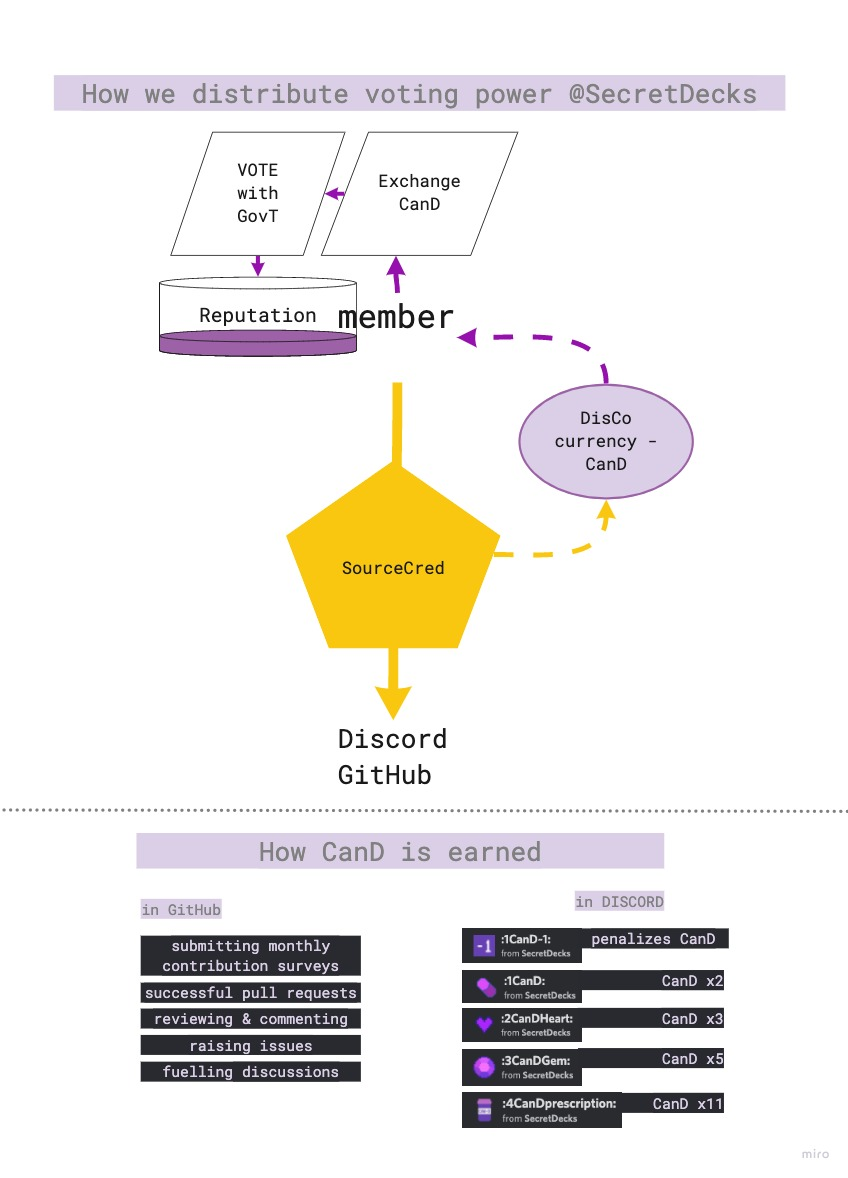 How we distribute voting power @SecretDecks
VOTE
with
GovT
Exchange
CanD
Reputation
member
DisCo
currency -
CanD
SourceCred
Discord
GitHub
How CanD is earned
in GitHub
submitting monthly
contribution surveys
successful pull requests
reviewing & commenting
raising issues
fuelling discussions
in DISCORD
-1 :1CanD-1: penalizes CanD
from SecretDecks
:1CanD: CanD x2
from SecretDecks
:2CanDHeart: CanD x3
from SecretDecks
:3CanDGem: CanD x5
from SecretDecks
:4CanDprescription: CanD x11
from SecretDecks
miro